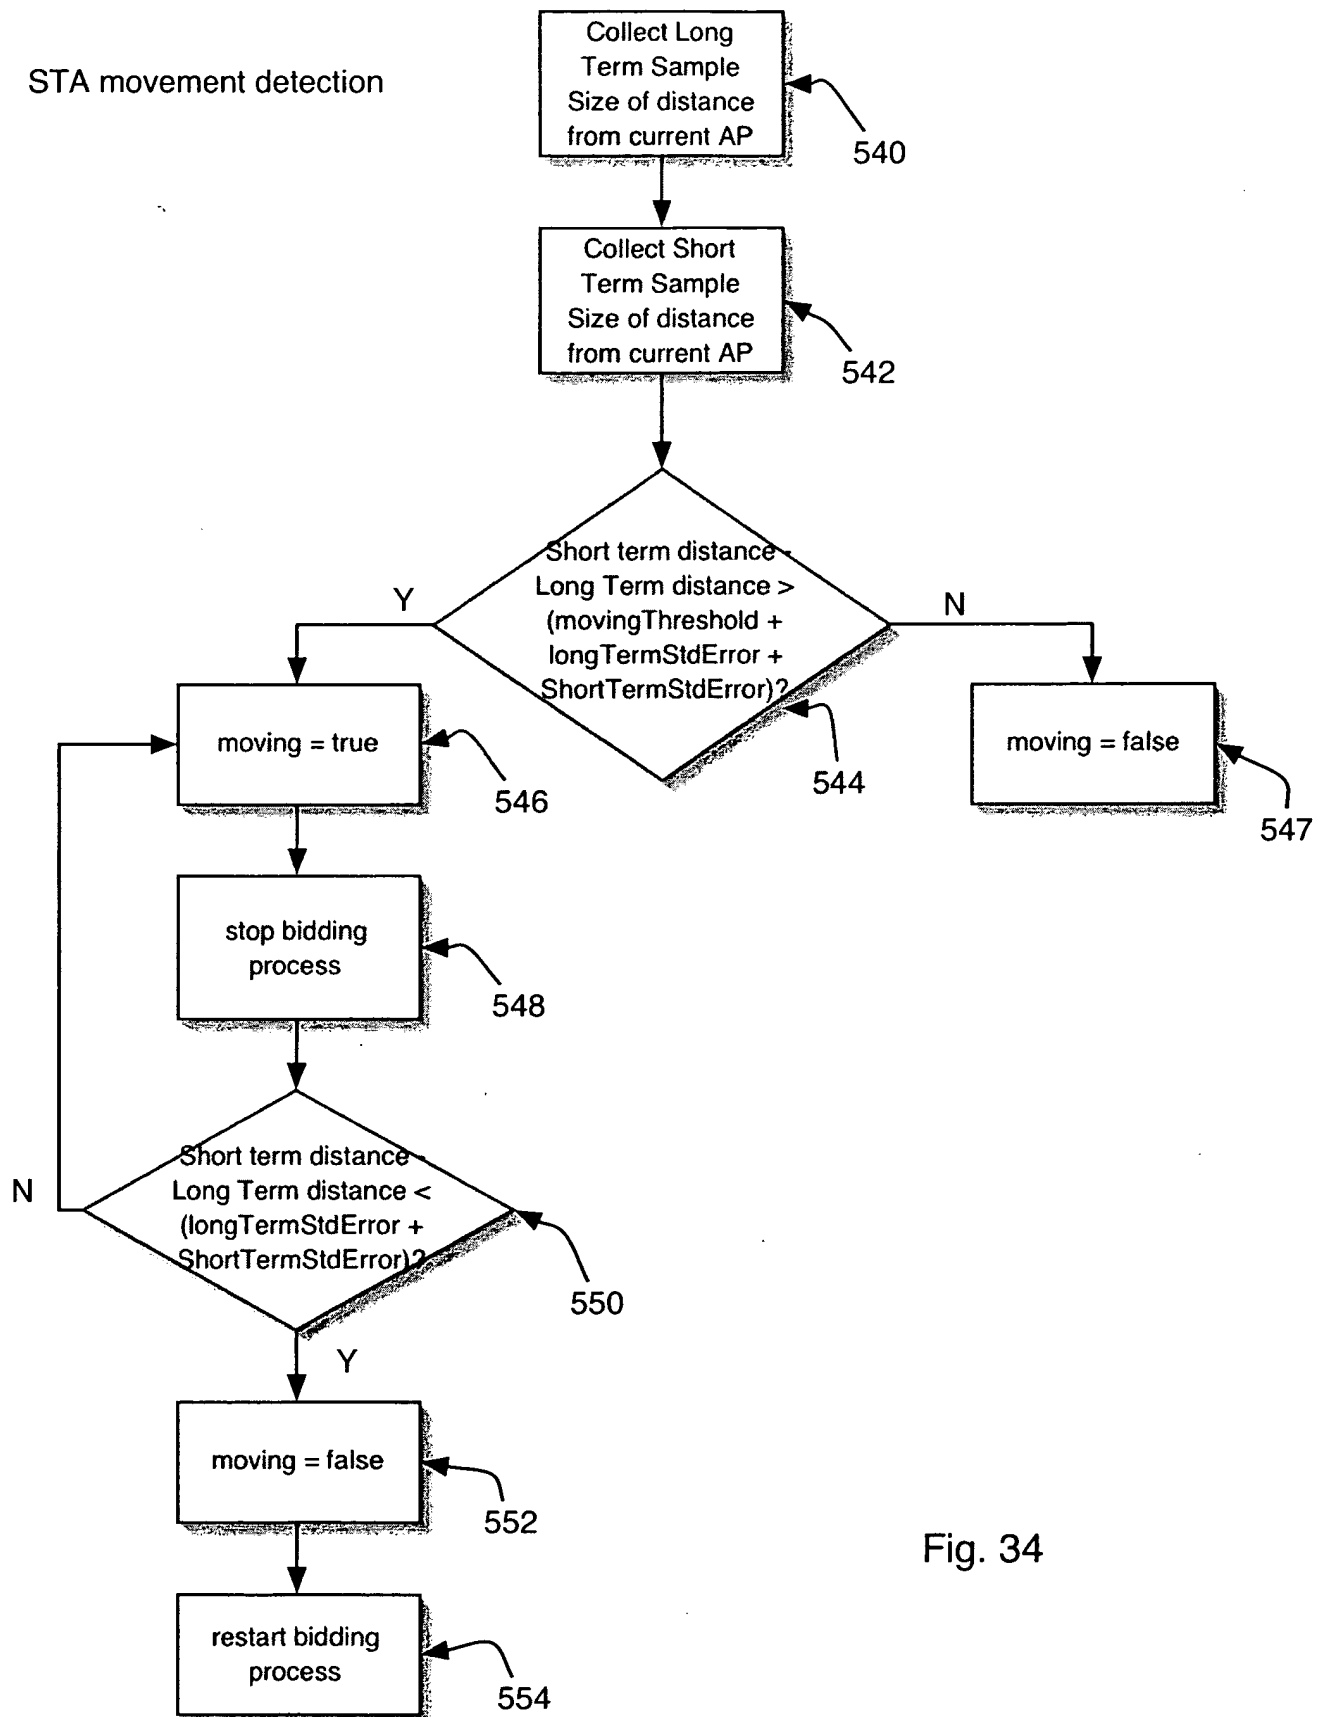 STA movement detection
Collect Long
Term Sample
Size of distance
from current AP
540
Collect Short
Term Sample
Size of distance
from current AP
542
Short term distance -
Long Term distance >
(movingThreshold +
longTermStdError +
ShortTermStdError)?
Y
N
544
moving = true
546
moving = false
547
stop bidding
process
548
Short term distance -
Long Term distance <
(longTermStdError +
ShortTermStdError)?
N
550
Y
moving = false
552
restart bidding
process
554
Fig. 34